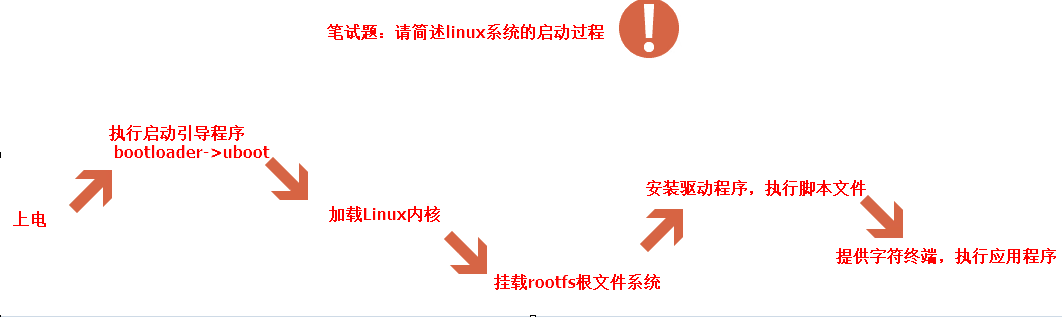 笔试题：请简述linux系统的启动过程
上电
执行启动引导程序
bootloader->uboot
加载Linux内核
挂载rootfs根文件系统
安装驱动程序，执行脚本文件
提供字符终端，执行应用程序